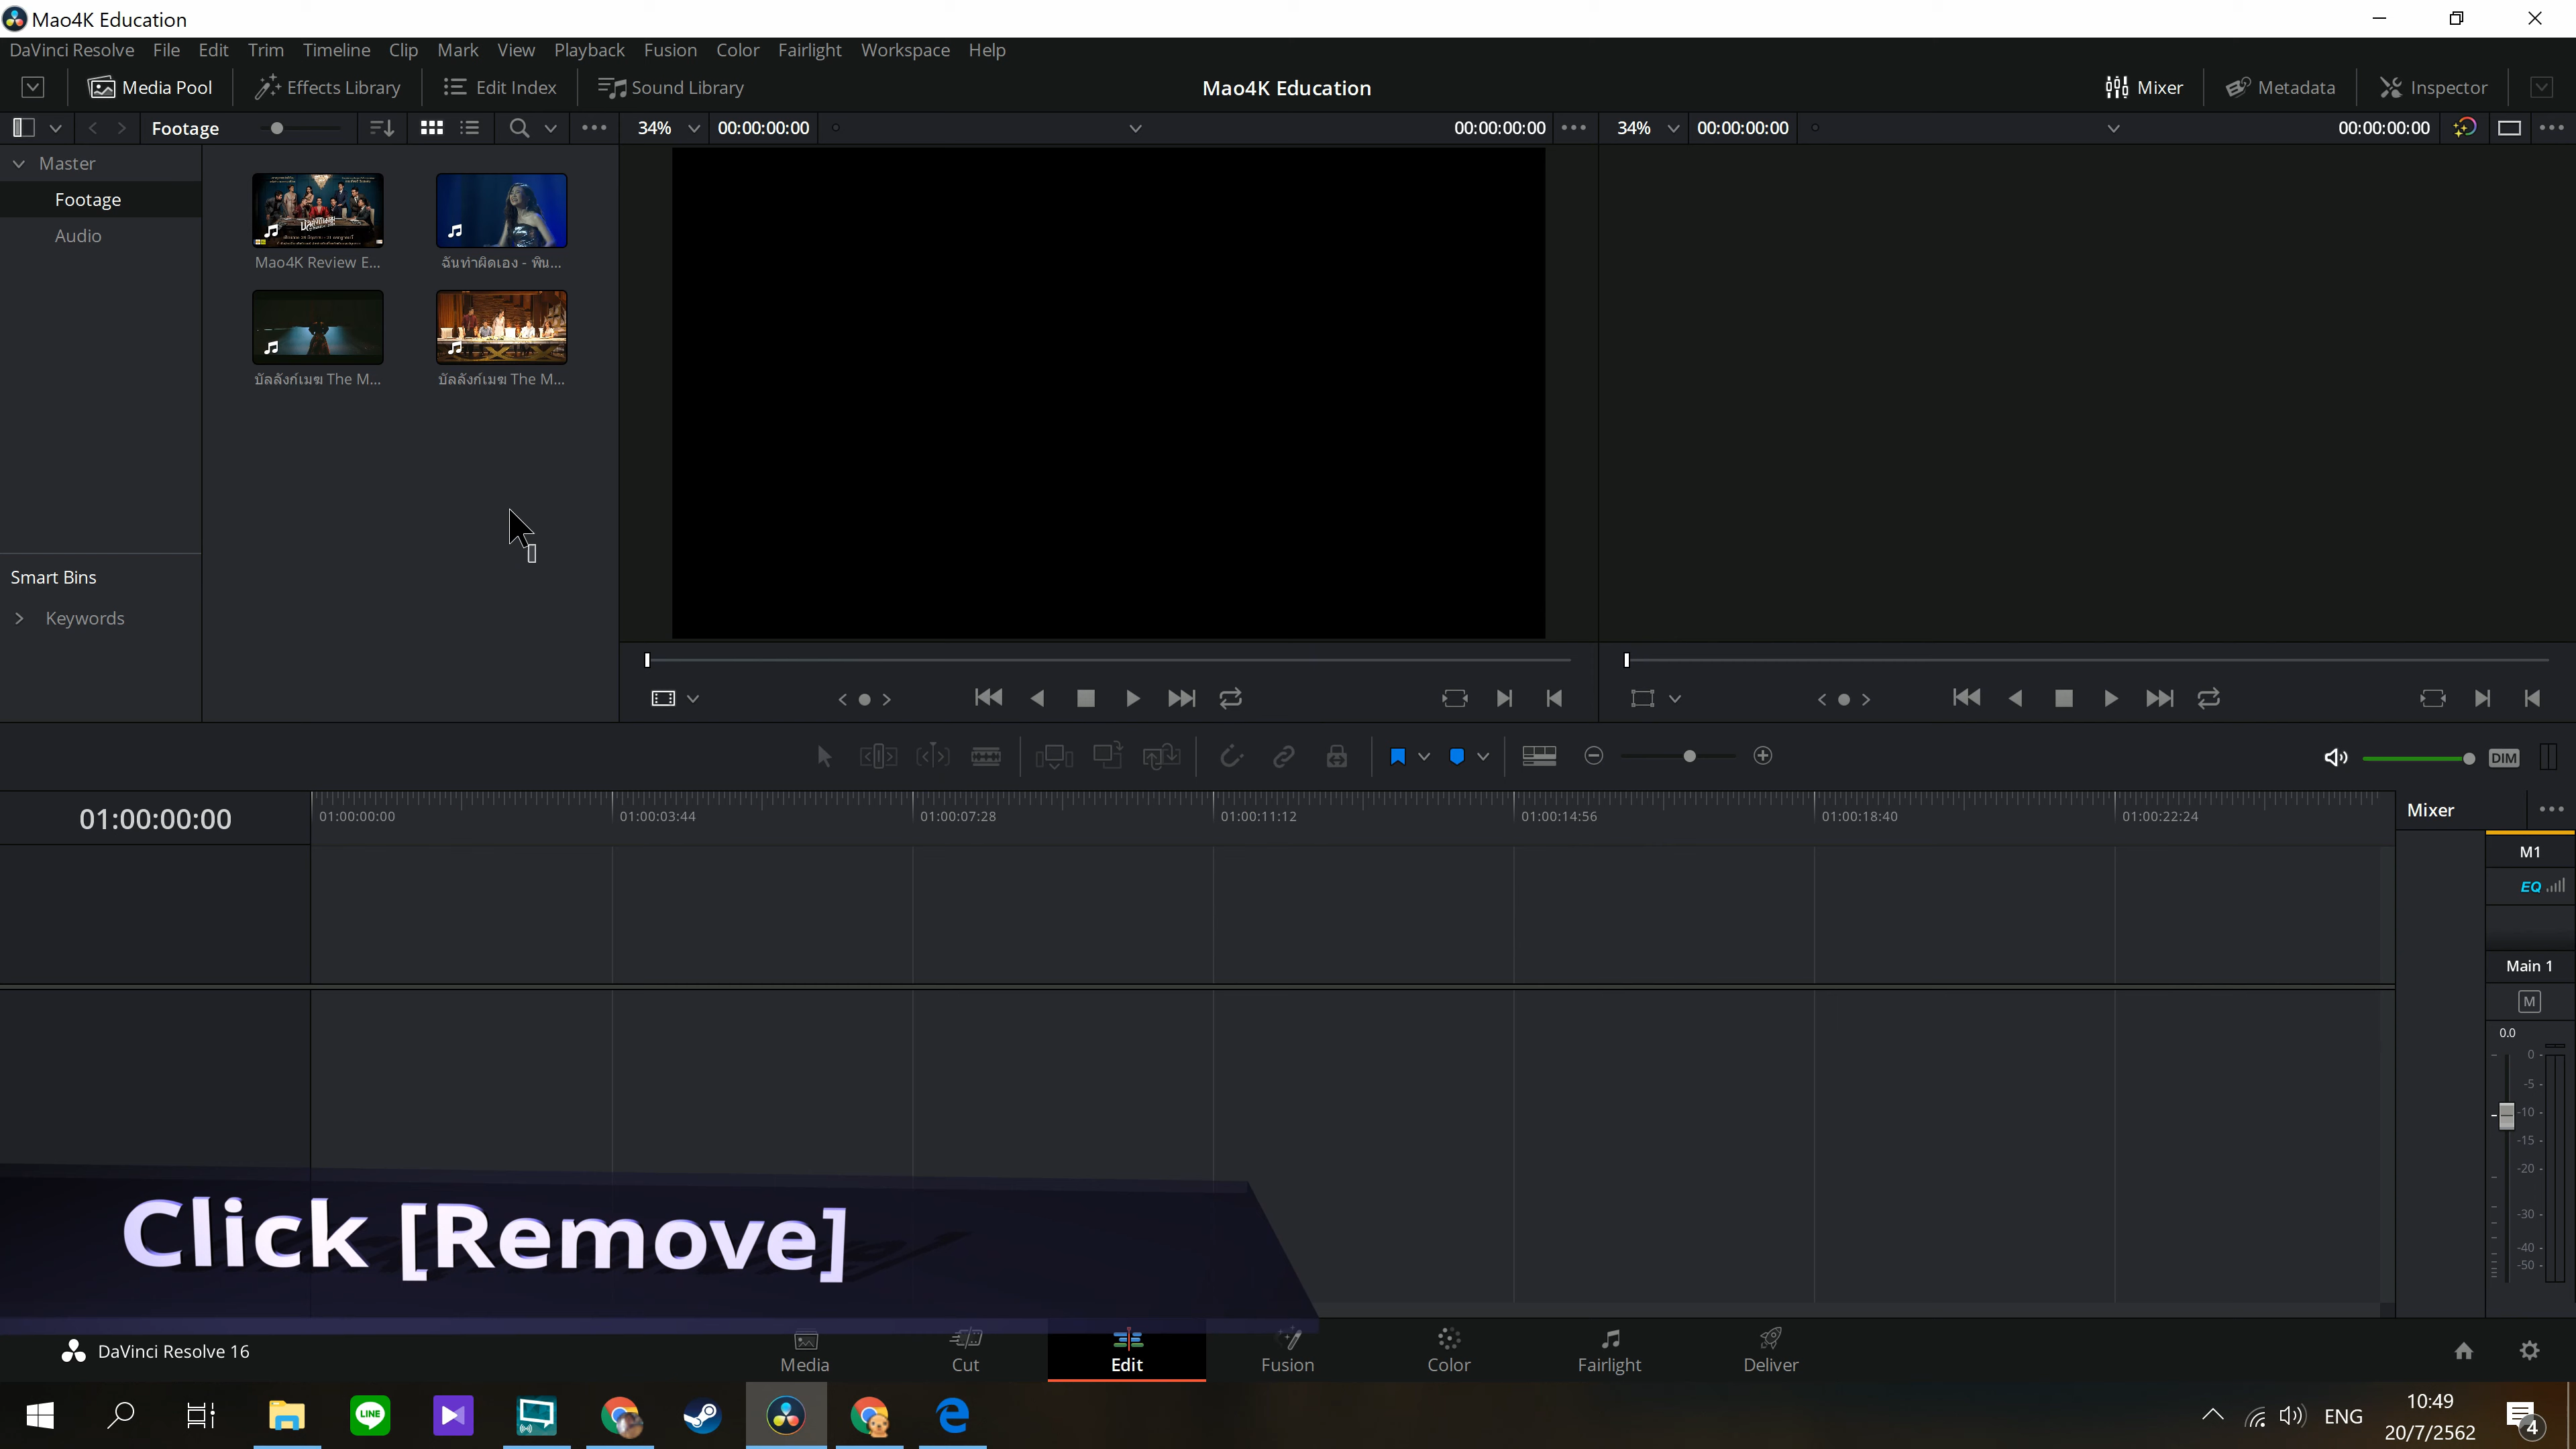 Mao4K Education
DaVinci Resolve File Edit Trim Timeline Clip Mark View Playback Fusion Color Fairlight Workspace Help
Media Pool Effects Library Edit Index Sound Library Mao4K Education Mixer Metadata Inspector
Footage 34% 00:00:00:00 00:00:00:00 34% 00:00:00:00 00:00:00:00
Master
Footage
Audio
Mao4K Review E... ฉันทำผิดเอง - พิน...
บัลลังก์เมฆ The M... บัลลังก์เมฆ The M...
Smart Bins
Keywords
DIM
01:00:00:00 01:00:00:00 01:00:03:44 01:00:07:28 01:00:11:12 01:00:14:56 01:00:18:40 01:00:22:24 Mixer
M1
EQ
Main 1
M
0.0
0
-5
-10
-15
-20
-30
-40
-50
Click [Remove]
DaVinci Resolve 16 Media Cut Edit Fusion Color Fairlight Deliver
LINE
ENG 10:49
20/7/2562
4